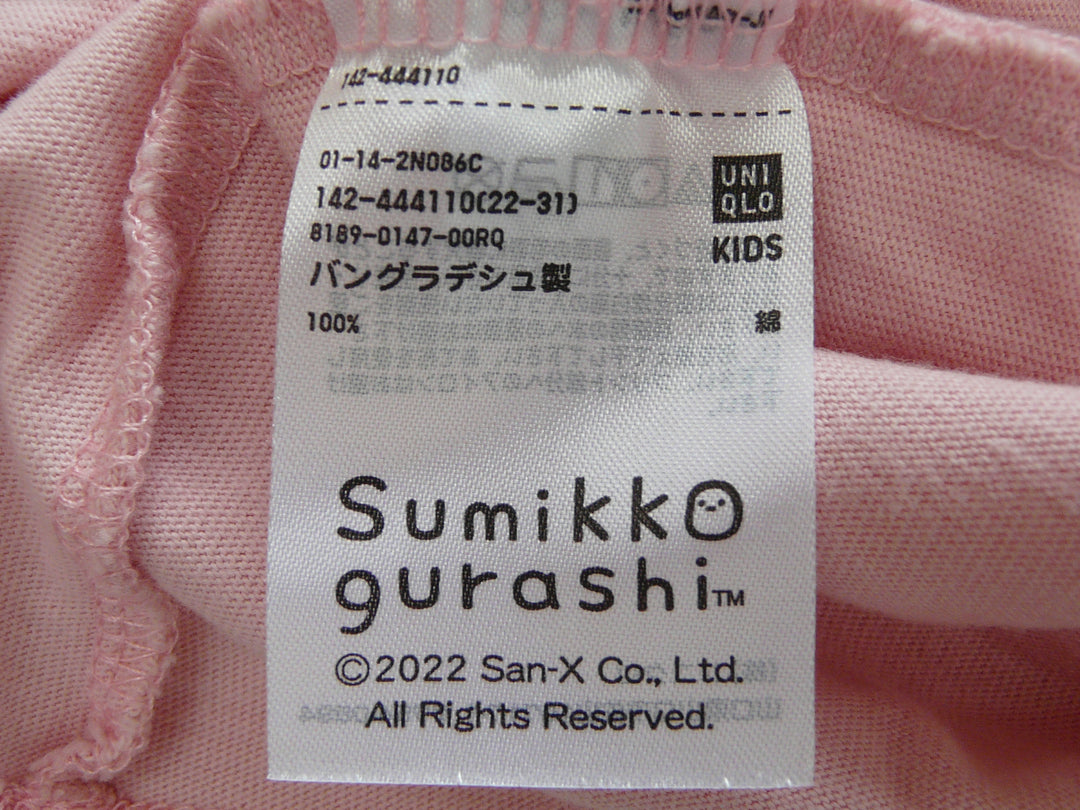 142-444110
01-14-2N086C
142-444110(22-31)
8189-0147-00RQ
バングラデシュ製
100% 綿
UNI
QLO
KIDS
Sumikko
gurashi™
©2022 San-X Co., Ltd.
All Rights Reserved.